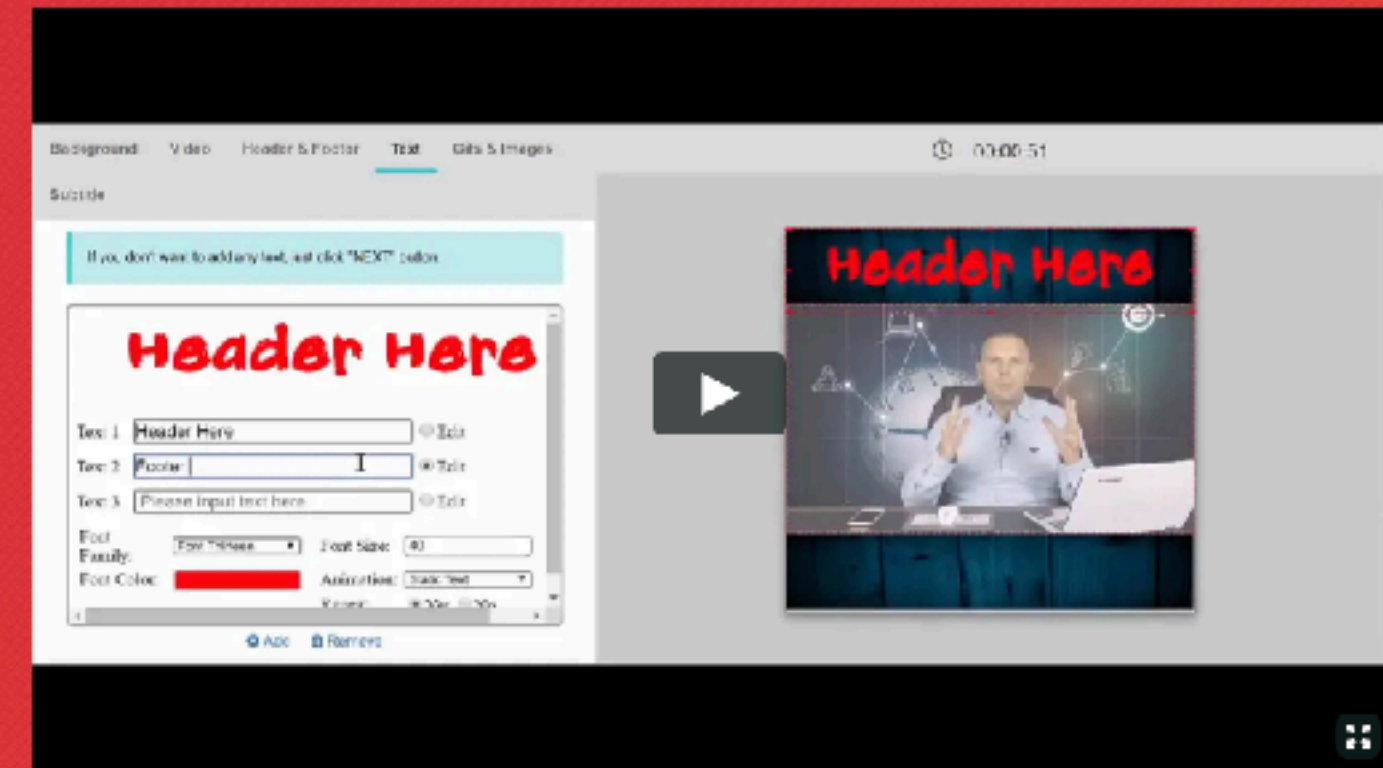 Background Video Header & Footer Text Gifs & Images
Subtitle
00:00:51
If you don't want to add any text, just click "NEXT" button.
Header Here
Header Here
Text 1 Header Here Edit
Text 2 Footer Edit
Text 3 Please input text here Edit
Font Family: Font Size: 40
Font Color: Animation: Static Text
Repeat:
Add Remove